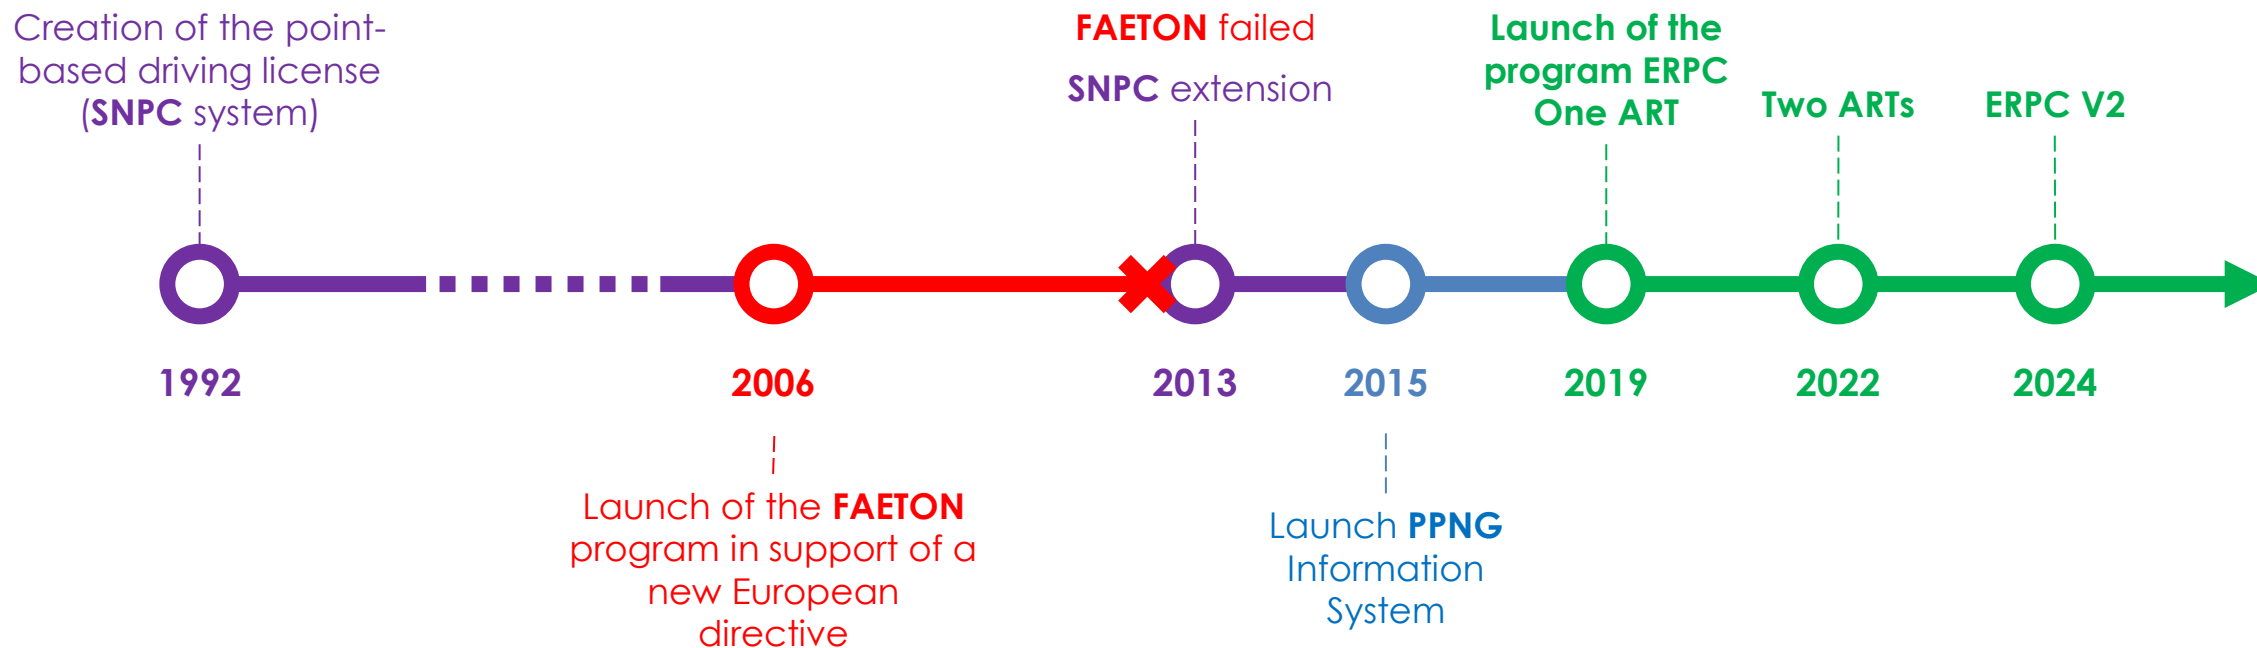 Creation of the point-
based driving license
(SNPC system)
FAETON failed
SNPC extension
Launch of the
program ERPC
One ART
Two ARTs
ERPC V2
1992
2006
2013
2015
2019
2022
2024
Launch of the FAETON
program in support of a
new European
directive
Launch PPNG
Information
System